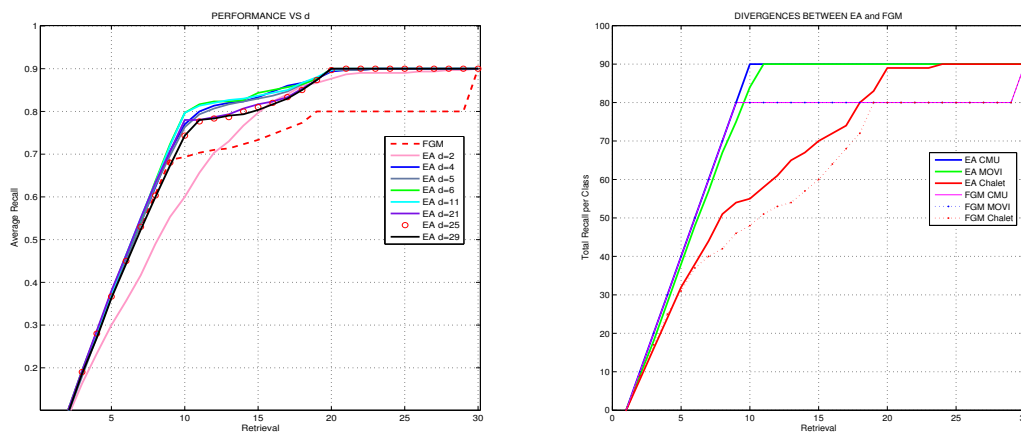 PERFORMANCE VS d
0.9
0.8
0.7
0.6
0.5
0.4
0.3
0.2
Average Recall
5
10
15
20
25
30
Retrieval
FGM
EA d=2
EA d=4
EA d=5
EA d=6
EA d=11
EA d=21
EA d=25
EA d=29
DIVERGENCES BETWEEN EA and FGM
100
90
80
70
60
50
40
30
20
10
0
Total Recall per Class
0
5
10
15
20
25
Retrieval
EA CMU
EA MOVI
EA Chalet
FGM CMU
FGM MOVI
FGM Chalet